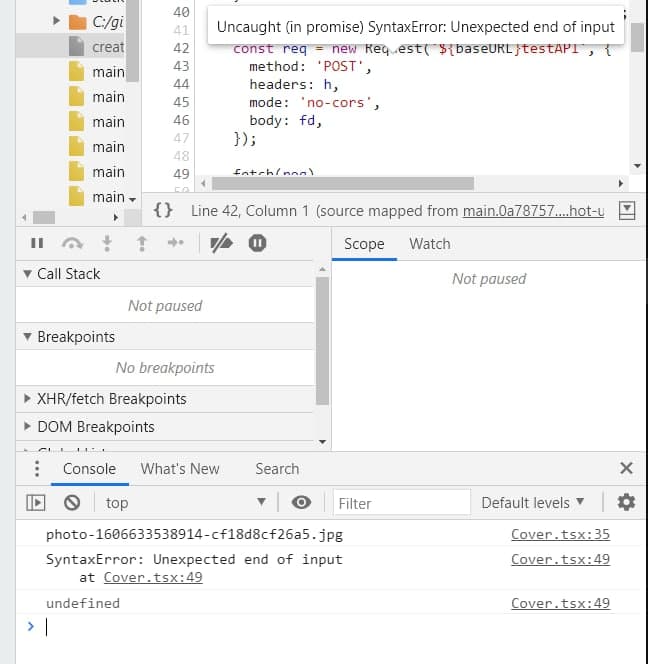 C:/gi
creat
main
main
main
main
main
main
Uncaught (in promise) SyntaxError: Unexpected end of input
40
41
42 const req = new Request(`${baseURL}testAPI`, {
43 method: 'POST',
44 headers: h,
45 mode: 'no-cors',
46 body: fd,
47 });
48
49 fetch(req)
{} Line 42, Column 1 (source mapped from main.0a78757....hot-u
Scope Watch
Call Stack
Not paused
Not paused
Breakpoints
No breakpoints
XHR/fetch Breakpoints
DOM Breakpoints
Console What's New Search
top Filter Default levels
photo-1606633538914-cf18d8cf26a5.jpg Cover.tsx:35
SyntaxError: Unexpected end of input Cover.tsx:49
at Cover.tsx:49
undefined Cover.tsx:49